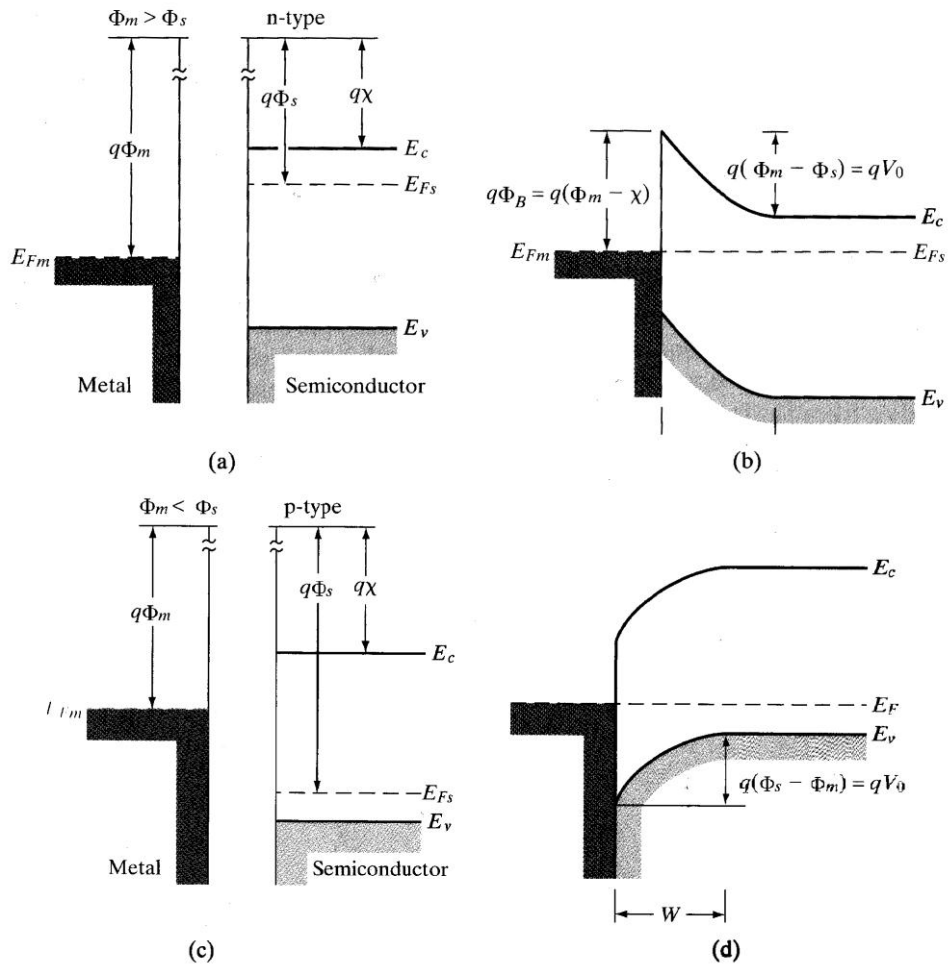 Φm > Φs
n-type
qΦs
qχ
qΦm
Ec
EFs
EFm
Ev
Metal
Semiconductor
(a)
q( Φm − Φs) = qV0
qΦB = q(Φm − χ)
Ec
EFm
EFs
Ev
(b)
Φm < Φs
p-type
qΦs
qχ
qΦm
Ec
EFs
Ev
Metal
Semiconductor
(c)
Ec
EF
Ev
q(Φs − Φm) = qV0
W
(d)